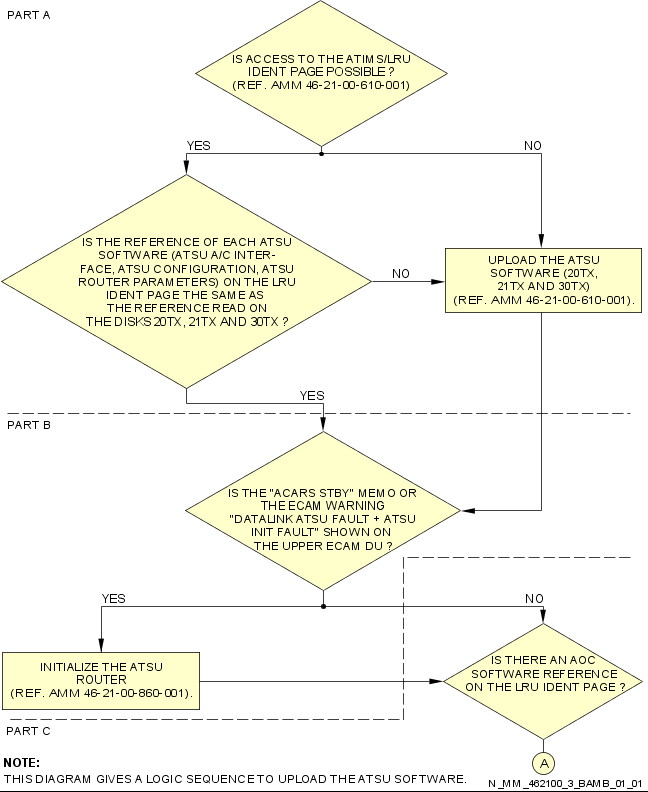 PART A
IS ACCESS TO THE ATIMS/LRU
IDENT PAGE POSSIBLE ?
(REF. AMM 46-21-00-610-001)
YES
NO
IS THE REFERENCE OF EACH ATSU
SOFTWARE (ATSU A/C INTER-
FACE, ATSU CONFIGURATION, ATSU
ROUTER PARAMETERS) ON THE LRU
IDENT PAGE THE SAME AS
THE REFERENCE READ ON
THE DISKS 20TX, 21TX AND 30TX ?
NO
UPLOAD THE ATSU
SOFTWARE (20TX,
21TX AND 30TX)
(REF. AMM 46-21-00-610-001).
YES
PART B
IS THE "ACARS STBY" MEMO OR
THE ECAM WARNING
"DATALINK ATSU FAULT + ATSU
INIT FAULT" SHOWN ON
THE UPPER ECAM DU ?
YES
NO
INITIALIZE THE ATSU
ROUTER
(REF. AMM 46-21-00-860-001).
IS THERE AN AOC
SOFTWARE REFERENCE
ON THE LRU IDENT PAGE ?
PART C
A
NOTE:
THIS DIAGRAM GIVES A LOGIC SEQUENCE TO UPLOAD THE ATSU SOFTWARE.
N_MM_462100_3_BAMB_01_01